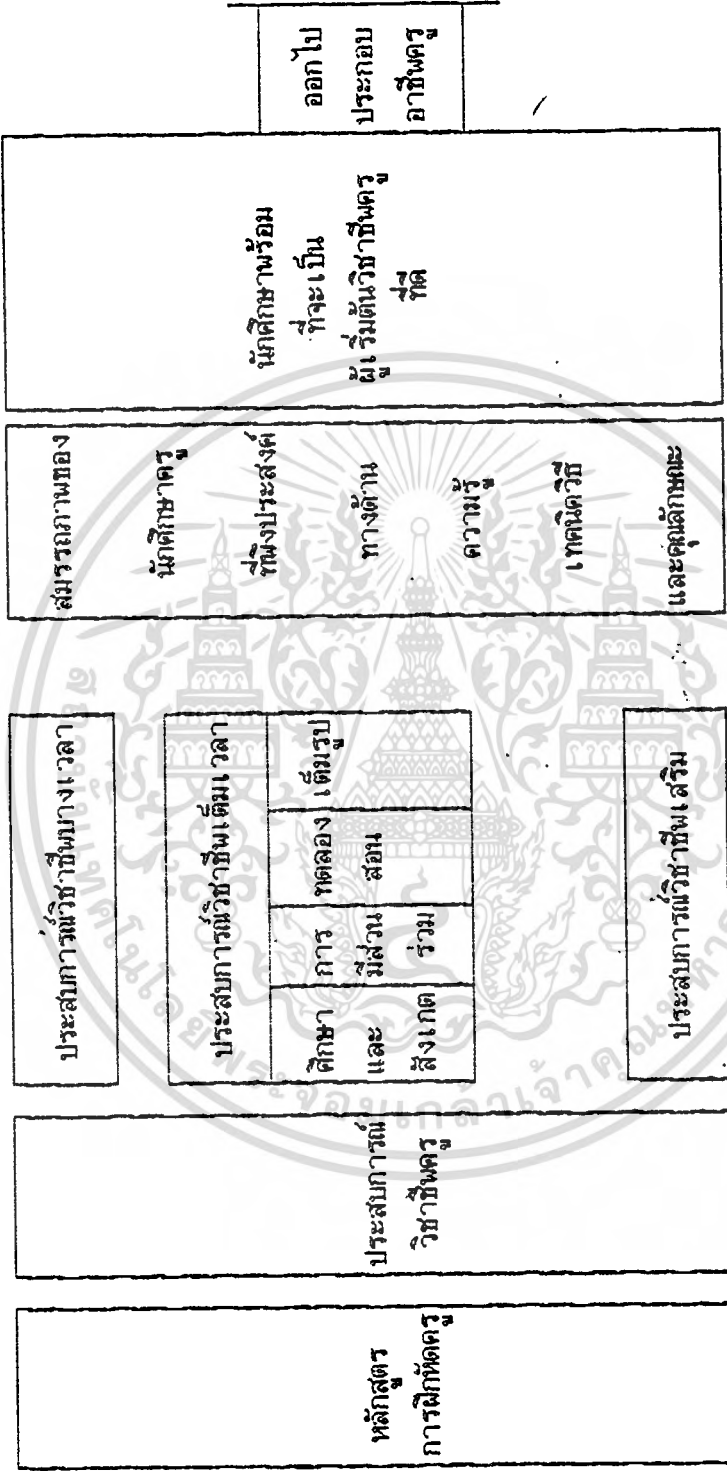 หลักสูตร
การฝึกหัดครู
ประสบการณ์
วิชาชีพครู
ประสบการณ์วิชาชีพบางเวลา
ประสบการณ์วิชาชีพเต็มเวลา
ศึกษา
และ
สังเกต
การ
มีส่วน
ร่วม
ทดลอง
สอน
เต็มรูป
ประสบการณ์วิชาชีพเสริม
สมรรถภาพของ
นักศึกษาครู
ที่พึงประสงค์
ทางด้าน
ความรู้
เทคนิควิธี
และคุณลักษณะ
นักศึกษาพร้อม
ที่จะเป็น
ผู้เริ่มต้นวิชาชีพครู
ที่ดี
ออกไป
ประกอบ
อาชีพครู